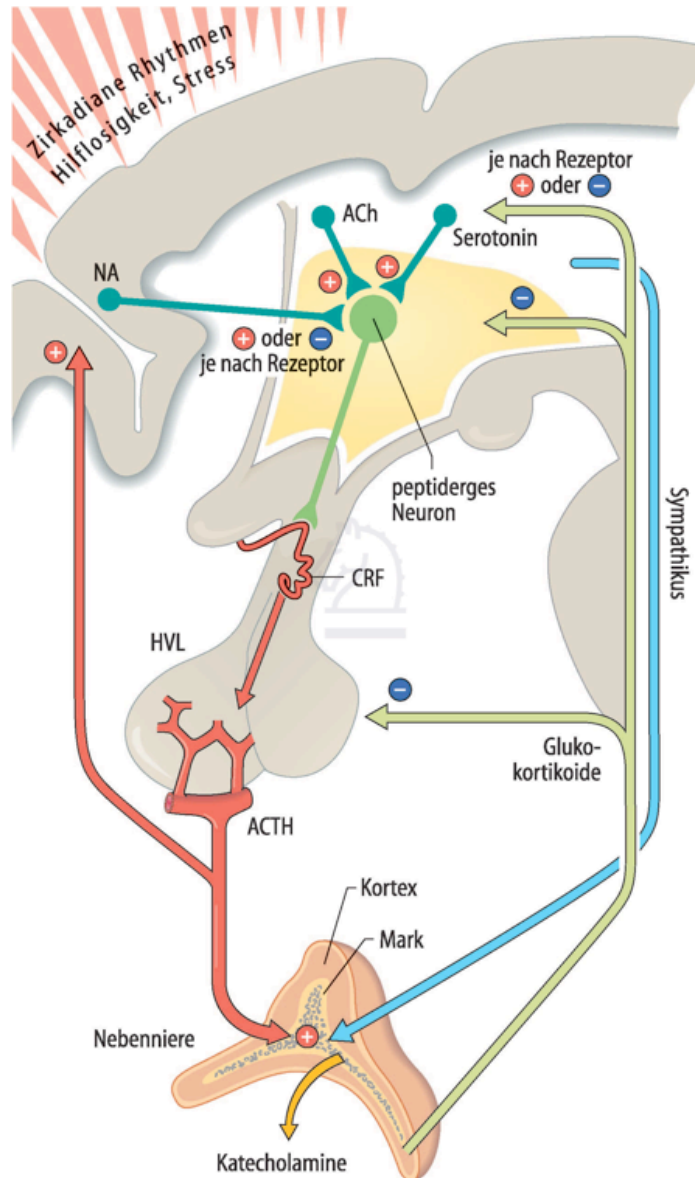 Zirkadiane Rhythmen
Hilflosigkeit, Stress
je nach Rezeptor
+ oder −
ACh
Serotonin
NA
+
+
−
+
+ oder −
je nach Rezeptor
peptiderges
Neuron
Sympathikus
CRF
HVL
−
Gluko-
kortikoide
ACTH
Kortex
Mark
Nebenniere
+
Katecholamine